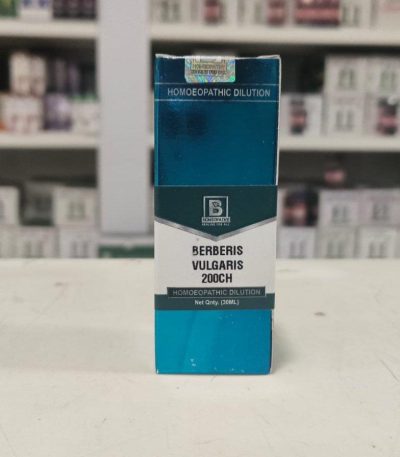 HOMOEOPATHIC DILUTION
B
BERBERIS
VULGARIS
200CH
HOMOEOPATHIC DILUTION
Net Qnty. (30ML)